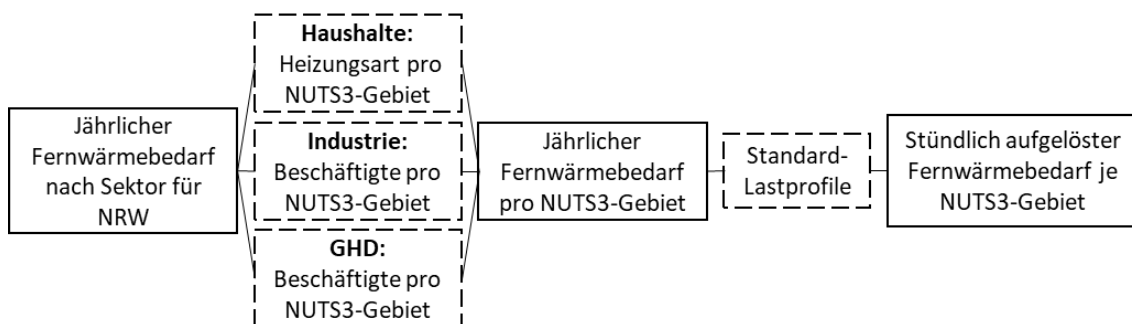 Jährlicher
Fernwärmebedarf
nach Sektor für
NRW
Haushalte:
Heizungsart pro
NUTS3-Gebiet
Industrie:
Beschäftigte pro
NUTS3-Gebiet
GHD:
Beschäftigte pro
NUTS3-Gebiet
Jährlicher
Fernwärmebedarf
pro NUTS3-Gebiet
Standard-
Lastprofile
Stündlich aufgelöster
Fernwärmebedarf je
NUTS3-Gebiet